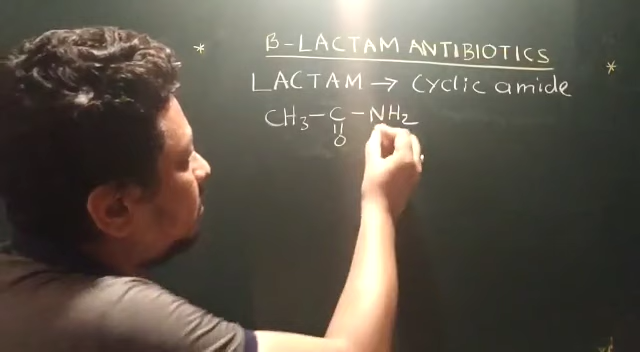 * β-LACTAM ANTIBIOTICS *
LACTAM → Cyclic amide
CH3-C-NH2
||
O